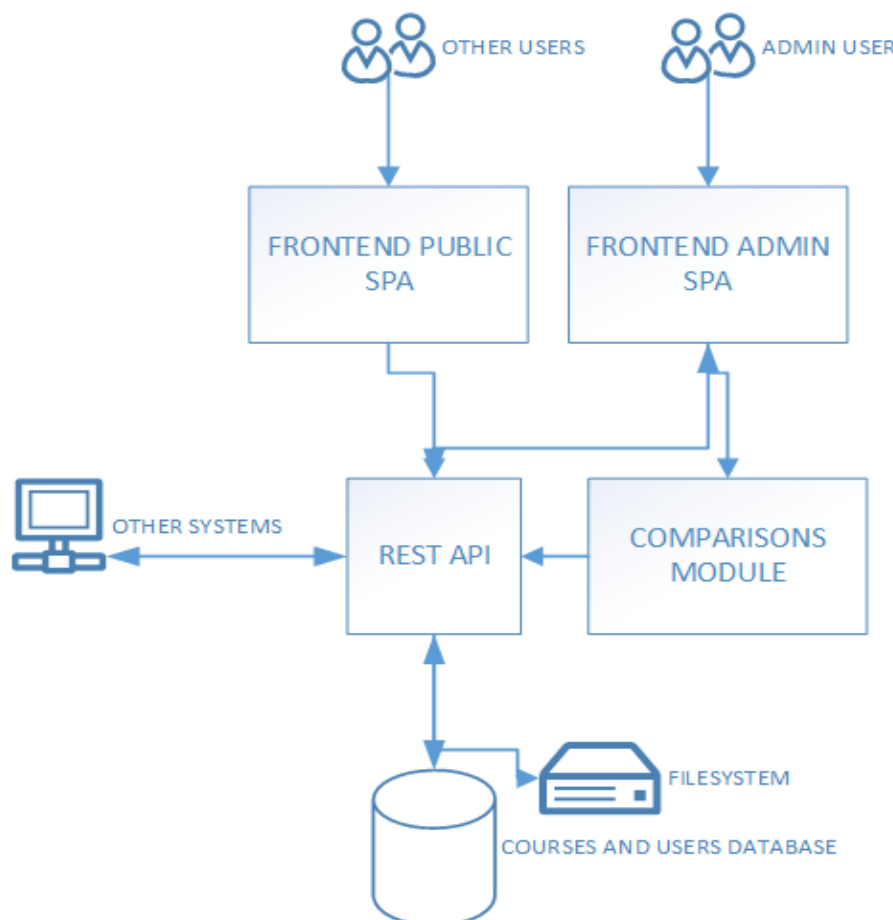 OTHER USERS
ADMIN USER
FRONTEND PUBLIC
SPA
FRONTEND ADMIN
SPA
OTHER SYSTEMS
REST API
COMPARISONS
MODULE
FILESYSTEM
COURSES AND USERS DATABASE